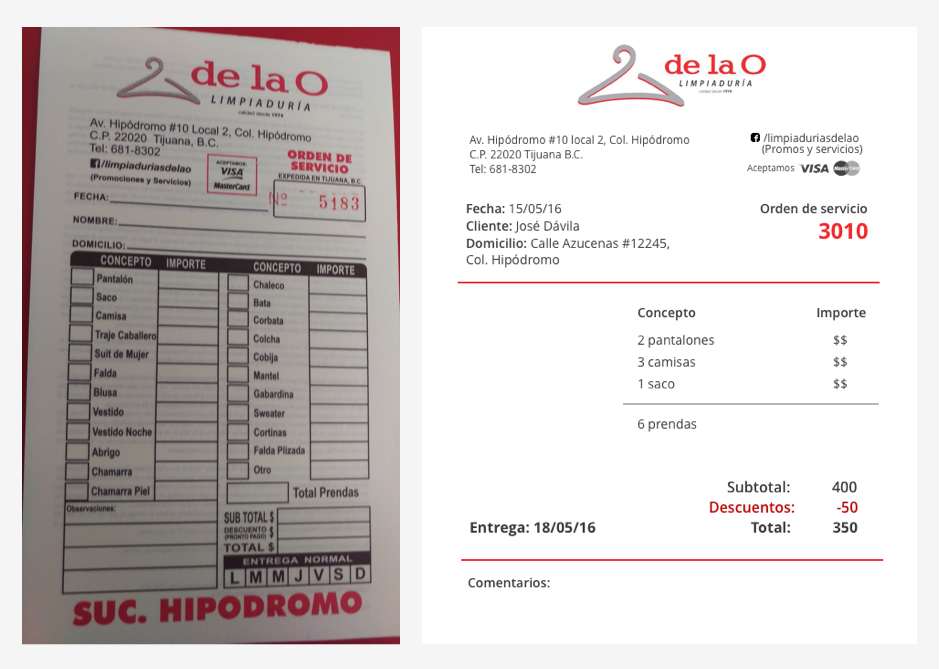 de la O
LIMPIADURÍA
calidad desde 1974
Av. Hipódromo #10 Local 2, Col. Hipódromo
C.P. 22020 Tijuana, B.C.
Tel: 681-8302
/limpiaduriasdelao
(Promociones y Servicios)
ACEPTAMOS:
VISA
MasterCard
ORDEN DE
SERVICIO
EXPEDIDA EN TIJUANA, B.C.
Nº 5183
FECHA:
NOMBRE:
DOMICILIO:
CONCEPTO IMPORTE CONCEPTO IMPORTE
Pantalón Chaleco
Saco Bata
Camisa Corbata
Traje Caballero Colcha
Suit de Mujer Cobija
Falda Mantel
Blusa Gabardina
Vestido Sweater
Vestido Noche Cortinas
Abrigo Falda Plizada
Chamarra Otro
Chamarra Piel Total Prendas
Observaciones:
SUB TOTAL $
DESCUENTO $
(PRONTO PAGO)
TOTAL $
ENTREGA NORMAL
L M M J V S D
SUC. HIPODROMO
de la O
LIMPIADURÍA
calidad desde 1974
Av. Hipódromo #10 local 2, Col. Hipódromo
C.P. 22020 Tijuana B.C.
Tel: 681-8302
/limpiaduriasdelao
(Promos y servicios)
Aceptamos VISA MasterCard
Fecha: 15/05/16
Cliente: José Dávila
Domicilio: Calle Azucenas #12245,
Col. Hipódromo
Orden de servicio
3010
Concepto Importe
2 pantalones $$
3 camisas $$
1 saco $$
6 prendas
Subtotal: 400
Descuentos: -50
Entrega: 18/05/16 Total: 350
Comentarios: